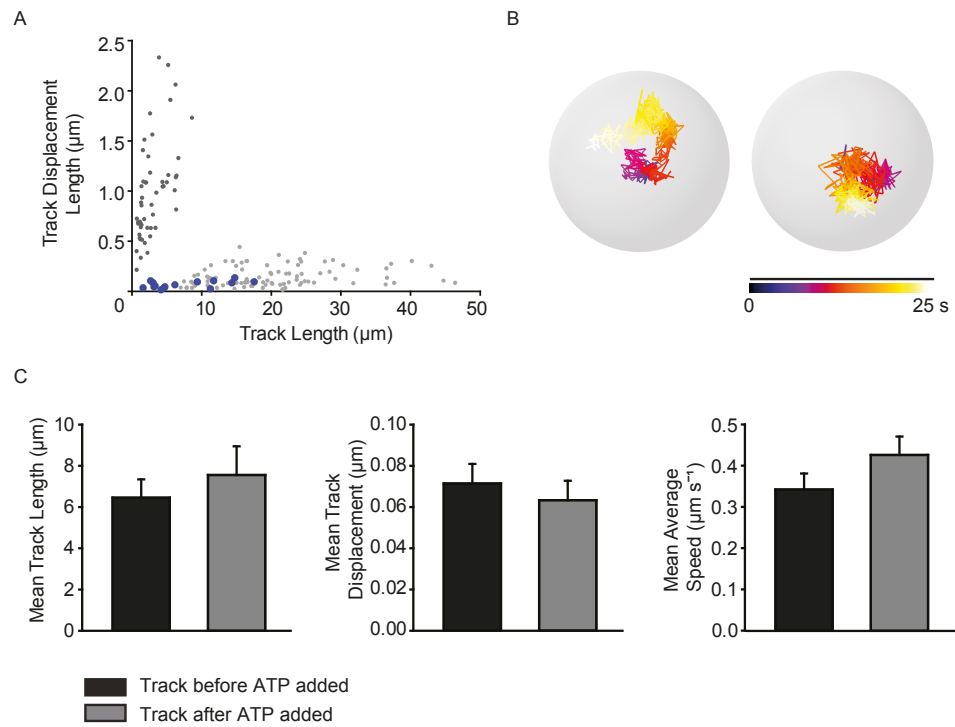 A
Track Displacement
Length (µm)
2.5
2.0
1.5
1.0
0.5
0
10
20
30
40
50
Track Length (µm)
B
0
25 s
C
Mean Track Length (µm)
10
8
6
4
2
0
Mean Track
Displacement (µm)
0.10
0.08
0.06
0.04
0.02
0.00
Mean Average
Speed (µm s⁻¹)
0.5
0.4
0.3
0.2
0.1
0.0
Track before ATP added
Track after ATP added